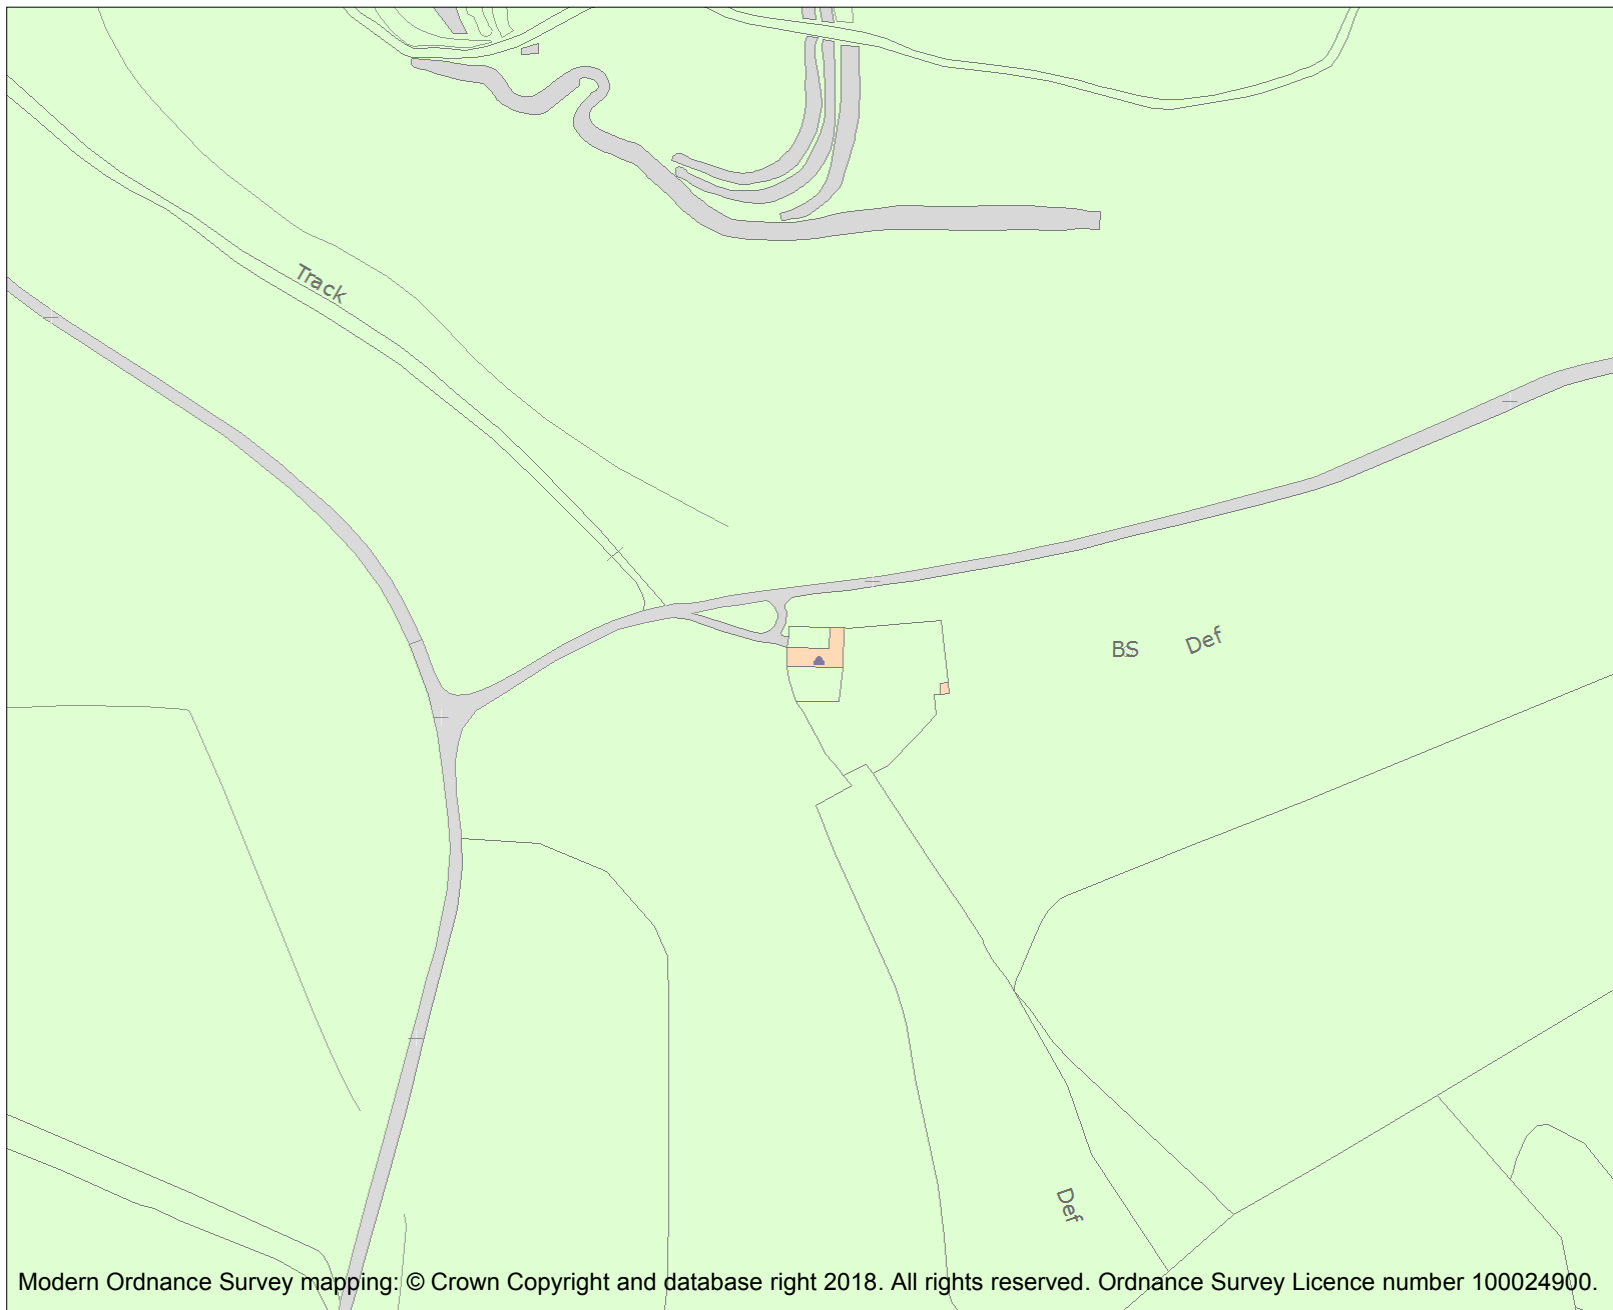 Track
BS Def
Def
Modern Ordnance Survey mapping: © Crown Copyright and database right 2018. All rights reserved. Ordnance Survey Licence number 100024900.